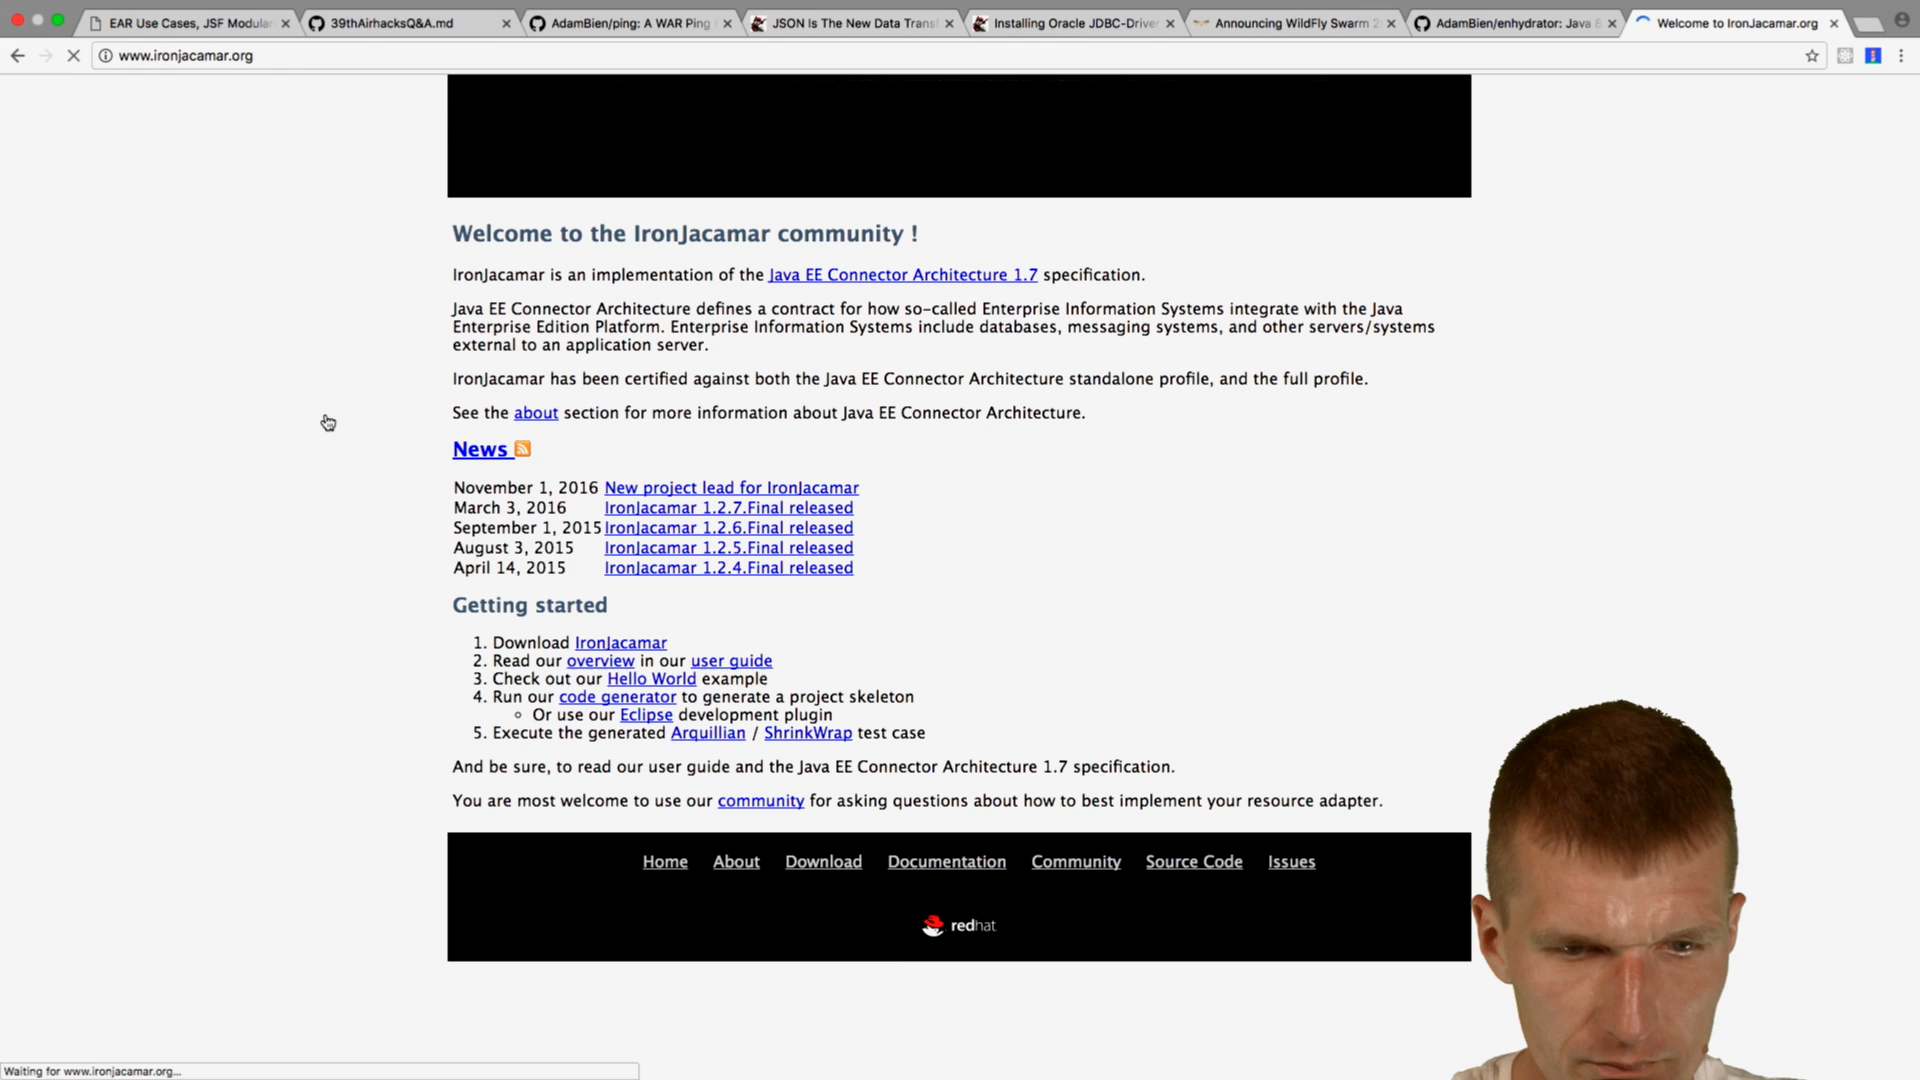 EAR Use Cases, JSF Modular
39thAirhacksQ&A.md
AdamBien/ping: A WAR Ping
JSON Is The New Data Transf
Installing Oracle JDBC-Driver
Announcing WildFly Swarm 2
AdamBien/enhydrator: Java 8
Welcome to IronJacamar.org
www.ironjacamar.org
Welcome to the IronJacamar community !
IronJacamar is an implementation of the Java EE Connector Architecture 1.7 specification.
Java EE Connector Architecture defines a contract for how so-called Enterprise Information Systems integrate with the Java
Enterprise Edition Platform. Enterprise Information Systems include databases, messaging systems, and other servers/systems
external to an application server.
IronJacamar has been certified against both the Java EE Connector Architecture standalone profile, and the full profile.
See the about section for more information about Java EE Connector Architecture.
News
November 1, 2016 New project lead for IronJacamar
March 3, 2016 IronJacamar 1.2.7.Final released
September 1, 2015 IronJacamar 1.2.6.Final released
August 3, 2015 IronJacamar 1.2.5.Final released
April 14, 2015 IronJacamar 1.2.4.Final released
Getting started
1. Download IronJacamar
2. Read our overview in our user guide
3. Check out our Hello World example
4. Run our code generator to generate a project skeleton
Or use our Eclipse development plugin
5. Execute the generated Arquillian / ShrinkWrap test case
And be sure, to read our user guide and the Java EE Connector Architecture 1.7 specification.
You are most welcome to use our community for asking questions about how to best implement your resource adapter.
Home About Download Documentation Community Source Code Issues
redhat
Waiting for www.ironjacamar.org...